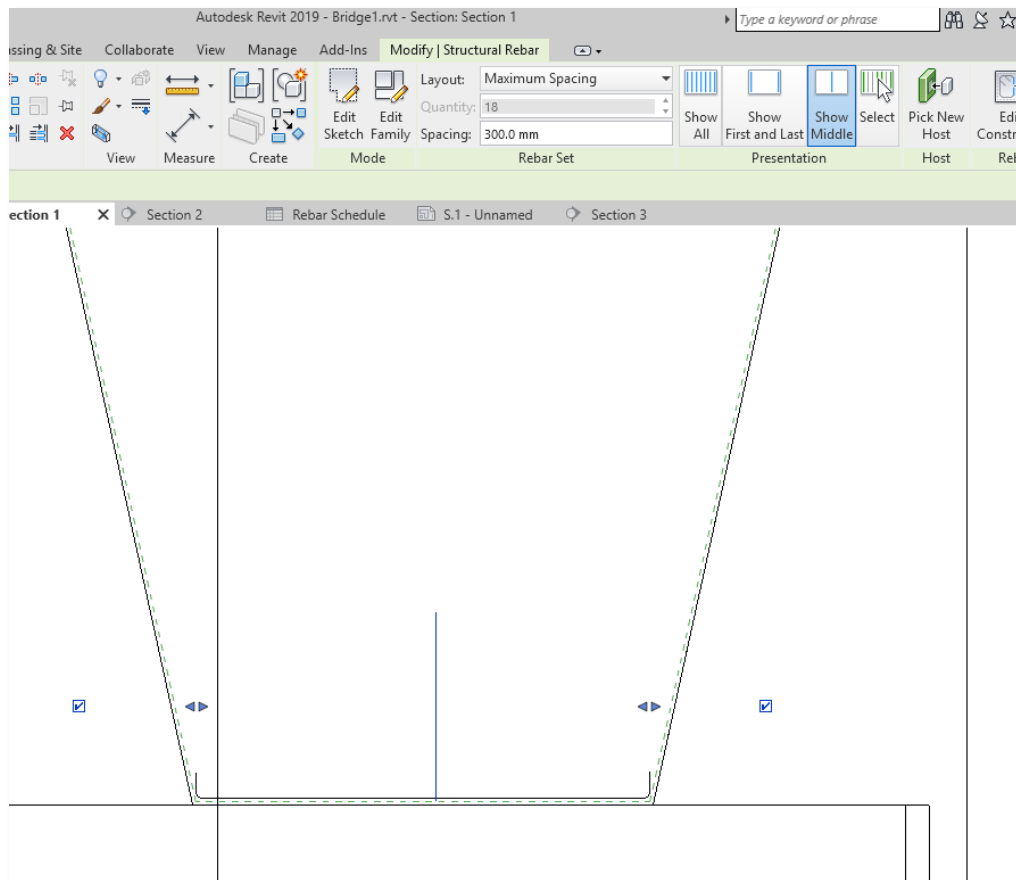 Autodesk Revit 2019 - Bridge1.rvt - Section: Section 1 Type a keyword or phrase
assing & Site Collaborate View Manage Add-Ins Modify | Structural Rebar
Layout: Maximum Spacing
Quantity: 18
Spacing: 300.0 mm
Edit Sketch
Edit Family
Show All
Show First and Last
Show Middle
Select
Pick New Host
Edi
Constr
View Measure Create Mode Rebar Set Presentation Host Reb
ection 1 Section 2 Rebar Schedule S.1 - Unnamed Section 3